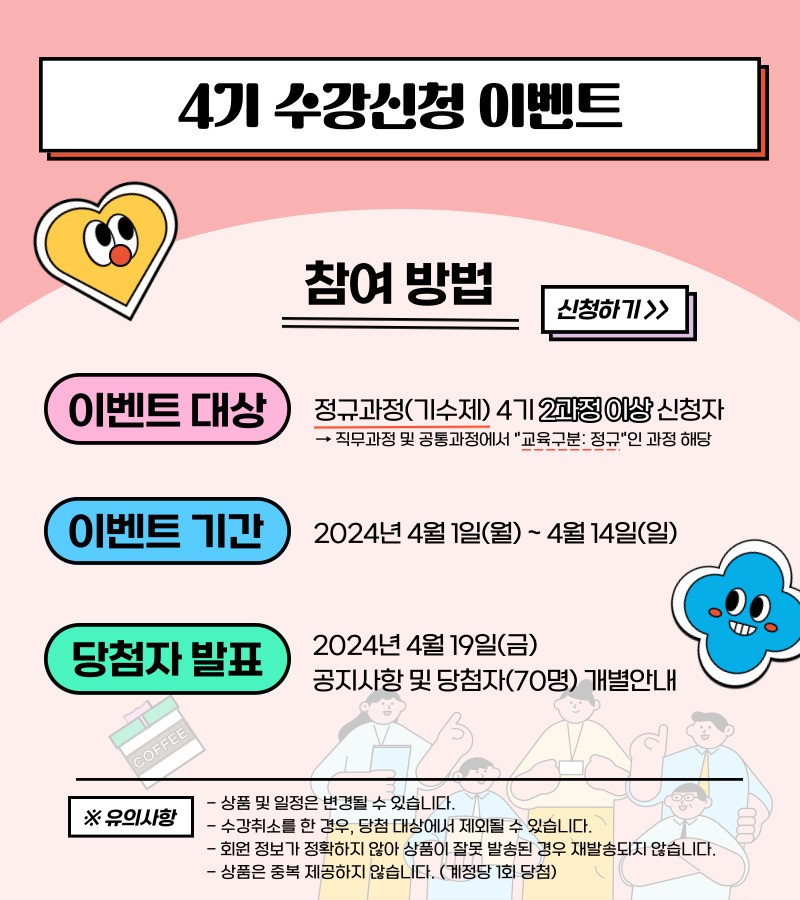 4기 수강신청 이벤트
참여 방법
신청하기 >>
이벤트 대상
정규과정(기수제) 4기 2과정 이상 신청자
→ 직무과정 및 공통과정에서 "교육구분: 정규"인 과정 해당
이벤트 기간
2024년 4월 1일(월) ~ 4월 14일(일)
당첨자 발표
2024년 4월 19일(금)
공지사항 및 당첨자(70명) 개별안내
COFFEE
※ 유의사항
- 상품 및 일정은 변경될 수 있습니다.
- 수강취소를 한 경우, 당첨 대상에서 제외될 수 있습니다.
- 회원 정보가 정확하지 않아 상품이 잘못 발송된 경우 재발송되지 않습니다.
- 상품은 중복 제공하지 않습니다. (계정당 1회 당첨)